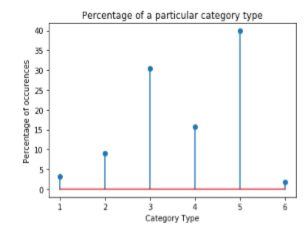 Percentage of a particular category type
Percentage of occurences
40
35
30
25
20
15
10
5
0
1 2 3 4 5 6
Category Type